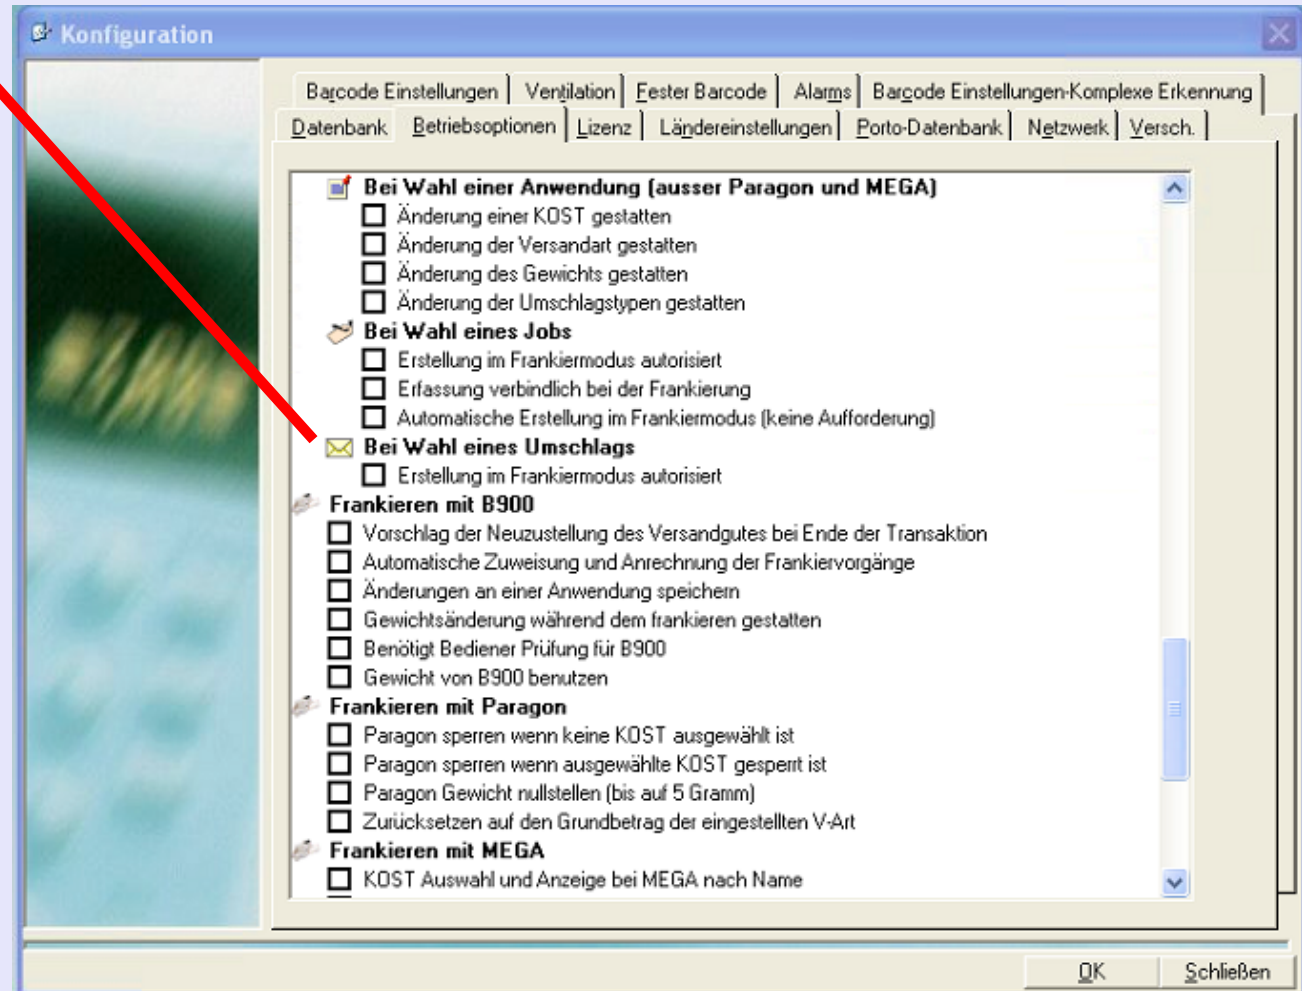 Konfiguration
Barcode Einstellungen Ventilation Fester Barcode Alarms Barcode Einstellungen-Komplexe Erkennung
Datenbank Betriebsoptionen Lizenz Ländereinstellungen Porto-Datenbank Netzwerk Versch.
Bei Wahl einer Anwendung (ausser Paragon und MEGA)
Änderung einer KOST gestatten
Änderung der Versandart gestatten
Änderung des Gewichts gestatten
Änderung der Umschlagstypen gestatten
Bei Wahl eines Jobs
Erstellung im Frankiermodus autorisiert
Erfassung verbindlich bei der Frankierung
Automatische Erstellung im Frankiermodus (keine Aufforderung)
Bei Wahl eines Umschlags
Erstellung im Frankiermodus autorisiert
Frankieren mit B900
Vorschlag der Neuzustellung des Versandgutes bei Ende der Transaktion
Automatische Zuweisung und Anrechnung der Frankiervorgänge
Änderungen an einer Anwendung speichern
Gewichtsänderung während dem frankieren gestatten
Benötigt Bediener Prüfung für B900
Gewicht von B900 benutzen
Frankieren mit Paragon
Paragon sperren wenn keine KOST ausgewählt ist
Paragon sperren wenn ausgewählte KOST gesperrt ist
Paragon Gewicht nullstellen (bis auf 5 Gramm)
Zurücksetzen auf den Grundbetrag der eingestellten V-Art
Frankieren mit MEGA
KOST Auswahl und Anzeige bei MEGA nach Name
OK Schließen